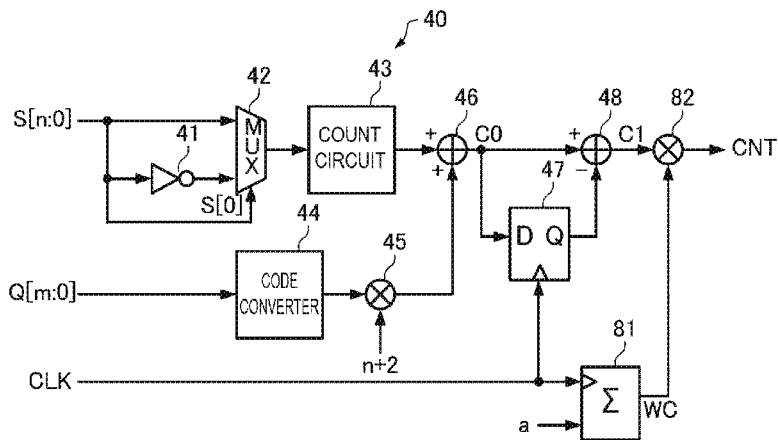 40
42
43
S[n:0]
41
MUX
S[0]
COUNT
CIRCUIT
46
+
+
C0
48
+
−
C1
82
CNT
47
D Q
44
Q[m:0]
CODE
CONVERTER
45
n+2
CLK
81
Σ
WC
a